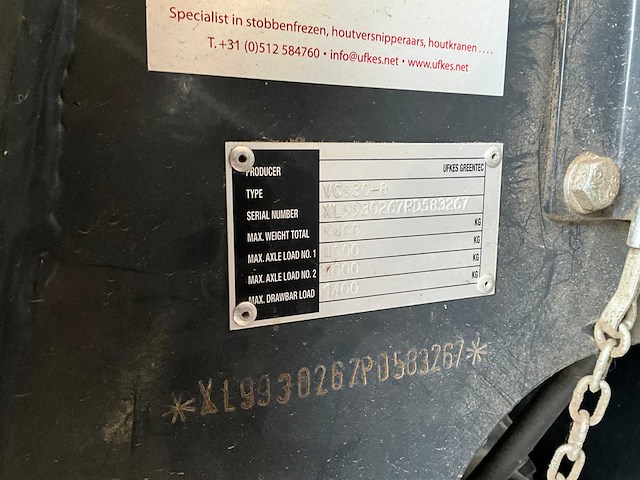 Specialist in stobbenfrezen, houtversnipperaars, houtkranen ....
T. +31 (0)512 584760 • info@ufkes.net • www.ufkes.net
PRODUCER UFKES GREENTEC
TYPE
SERIAL NUMBER XL9930267PD583267
MAX. WEIGHT TOTAL KG
MAX. AXLE LOAD NO. 1 KG
MAX. AXLE LOAD NO. 2 KG
MAX. DRAWBAR LOAD 1800 KG
*XL9930267PD583267*